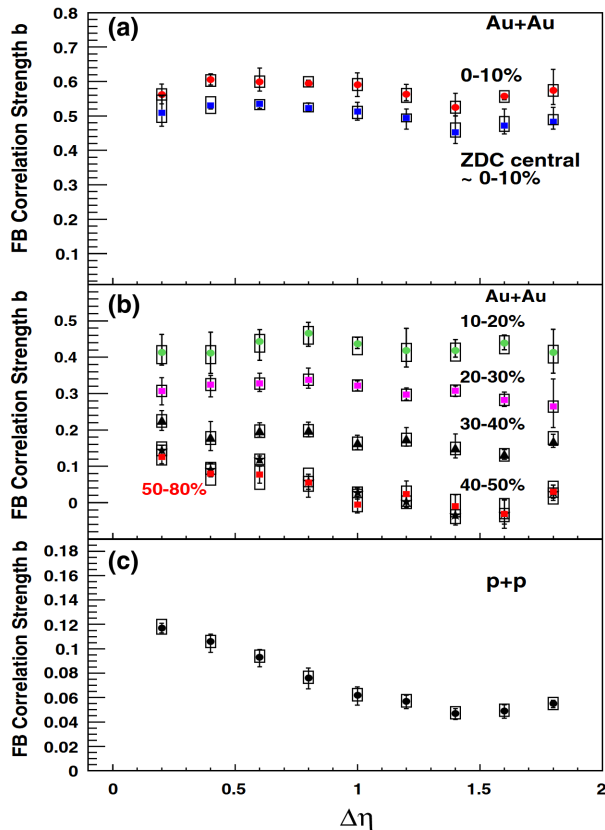 0.8
(a)
Au+Au
0.7
0-10%
0.6
0.5
ZDC central
~ 0-10%
0.4
0.3
0.2
0.1
FB Correlation Strength b
(b)
Au+Au
0.5
10-20%
0.4
20-30%
0.3
30-40%
0.2
0.1
50-80%
40-50%
0
FB Correlation Strength b
0.18
(c)
p+p
0.16
0.14
0.12
0.1
0.08
0.06
0.04
0.02
0
FB Correlation Strength b
0 0.5 1 1.5 2
Δη